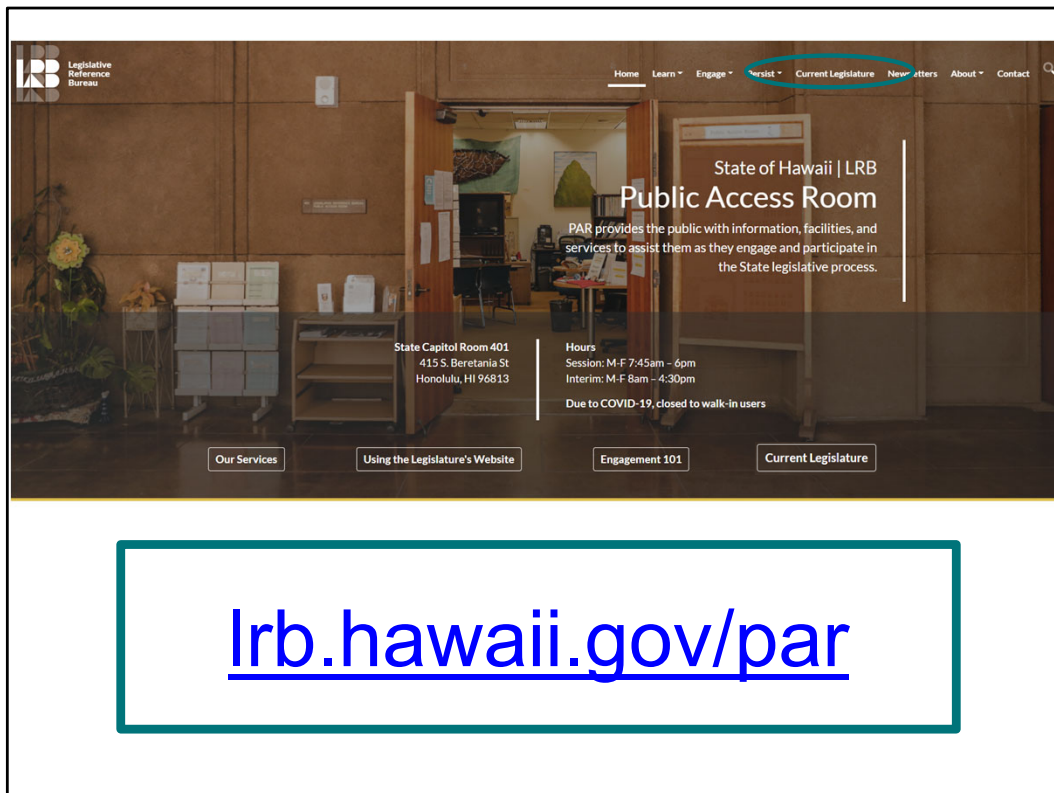 LRB
Legislative
Reference
Bureau
Home Learn Engage Persist Current Legislature Newsletters About Contact
State of Hawaii | LRB
Public Access Room
PAR provides the public with information, facilities, and
services to assist them as they engage and participate in
the State legislative process.
State Capitol Room 401
415 S. Beretania St
Honolulu, HI 96813
Hours
Session: M-F 7:45am – 6pm
Interim: M-F 8am – 4:30pm
Due to COVID-19, closed to walk-in users
Our Services
Using the Legislature's Website
Engagement 101
Current Legislature
lrb.hawaii.gov/par